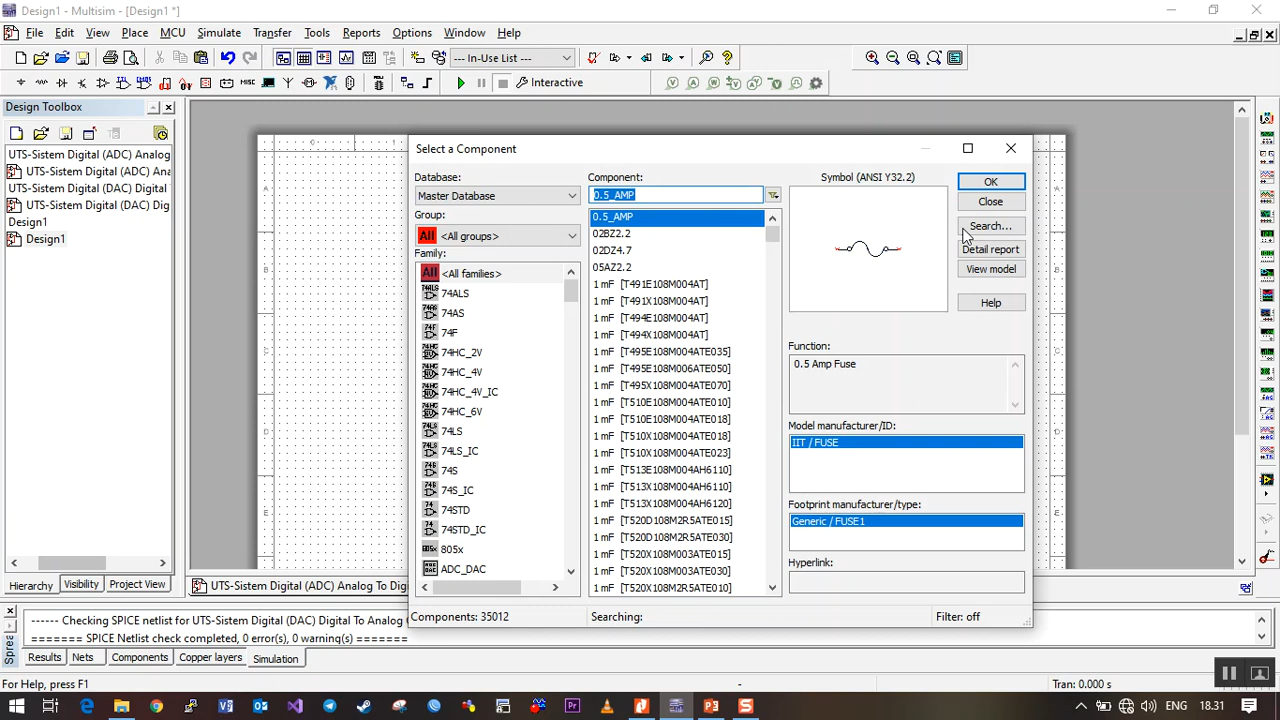 Design1 - Multisim - [Design1 *]
File Edit View Place MCU Simulate Transfer Tools Reports Options Window Help
--- In-Use List ---
Interactive
Design Toolbox
UTS-Sistem Digital (ADC) Analog
UTS-Sistem Digital (ADC) Ana
UTS-Sistem Digital (DAC) Digital
UTS-Sistem Digital (DAC) Dig
Design1
Design1
Hierarchy Visibility Project View
UTS-Sistem Digital (ADC) Analog To Dig
Select a Component
Database:
Master Database
Group:
All <All groups>
Family:
All <All families>
74ALS
74AS
74F
74HC_2V
74HC_4V
74HC_4V_IC
74HC_6V
74LS
74LS_IC
74S
74S_IC
74STD
74STD_IC
805x
ADC_DAC
Component:
0.5_AMP
0.5_AMP
02BZ2.2
02DZ4.7
05AZ2.2
1 mF [T491E108M004AT]
1 mF [T491X108M004AT]
1 mF [T494E108M004AT]
1 mF [T494X108M004AT]
1 mF [T495E108M004ATE035]
1 mF [T495E108M006ATE050]
1 mF [T495X108M004ATE070]
1 mF [T510E108M004ATE010]
1 mF [T510E108M004ATE018]
1 mF [T510X108M004ATE018]
1 mF [T510X108M004ATE023]
1 mF [T513E108M004AH6110]
1 mF [T513X108M004AH6110]
1 mF [T513X108M004AH6120]
1 mF [T520D108M2R5ATE015]
1 mF [T520D108M2R5ATE030]
1 mF [T520X108M003ATE015]
1 mF [T520X108M003ATE030]
1 mF [T520X108M2R5ATE010]
Symbol (ANSI Y32.2)
OK
Close
Search...
Detail report
View model
Help
Function:
0.5 Amp Fuse
Model manufacturer/ID:
IIT / FUSE
Footprint manufacturer/type:
Generic / FUSE1
Hyperlink:
Components: 35012 Searching: Filter: off
------ Checking SPICE netlist for UTS-Sistem Digital (DAC) Digital To Analog
======= SPICE Netlist check completed, 0 error(s), 0 warning(s) =======
Spres
Results Nets Components Copper layers Simulation
For Help, press F1 - Tran: 0.000 s
ENG 18.31